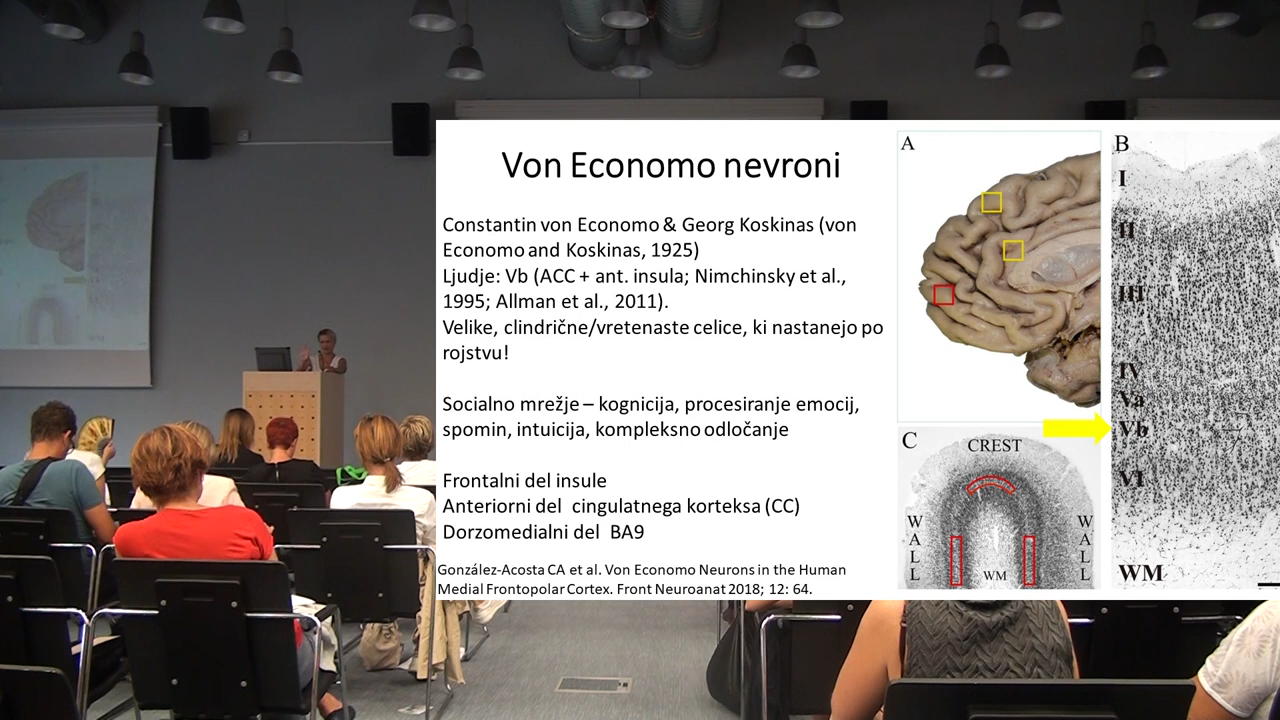 Von Economo nevroni
Constantin von Economo & Georg Koskinas (von
Economo and Koskinas, 1925)
Ljudje: Vb (ACC + ant. insula; Nimchinsky et al.,
1995; Allman et al., 2011).
Velike, clindrične/vretenaste celice, ki nastanejo po
rojstvu!
Socialno mrežje – kognicija, procesiranje emocij,
spomin, intuicija, kompleksno odločanje
Frontalni del insule
Anteriorni del cingulatnega korteksa (CC)
Dorzomedialni del BA9
González-Acosta CA et al. Von Economo Neurons in the Human
Medial Frontopolar Cortex. Front Neuroanat 2018; 12: 64.
A
C
CREST
WALL
WM
WALL
B
I
II
III
IV
Va
Vb
VI
WM